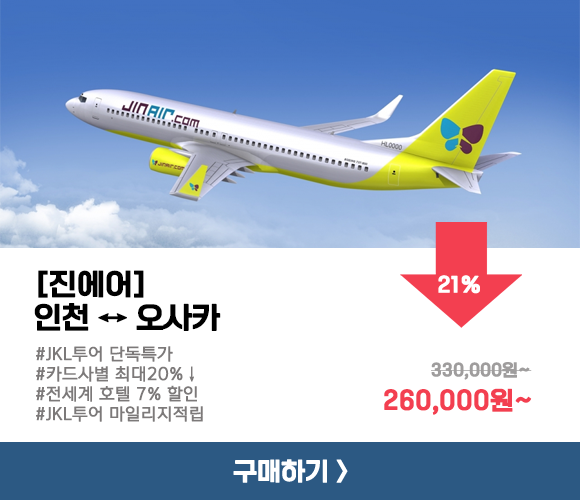 JINAIR.com
HL0000
JINAIR.com
21%
[진에어]
인천 ↔ 오사카
#JKL투어 단독특가
#카드사별 최대20%↓
#전세계 호텔 7% 할인
#JKL투어 마일리지적립
330,000원~
260,000원~
구매하기 〉